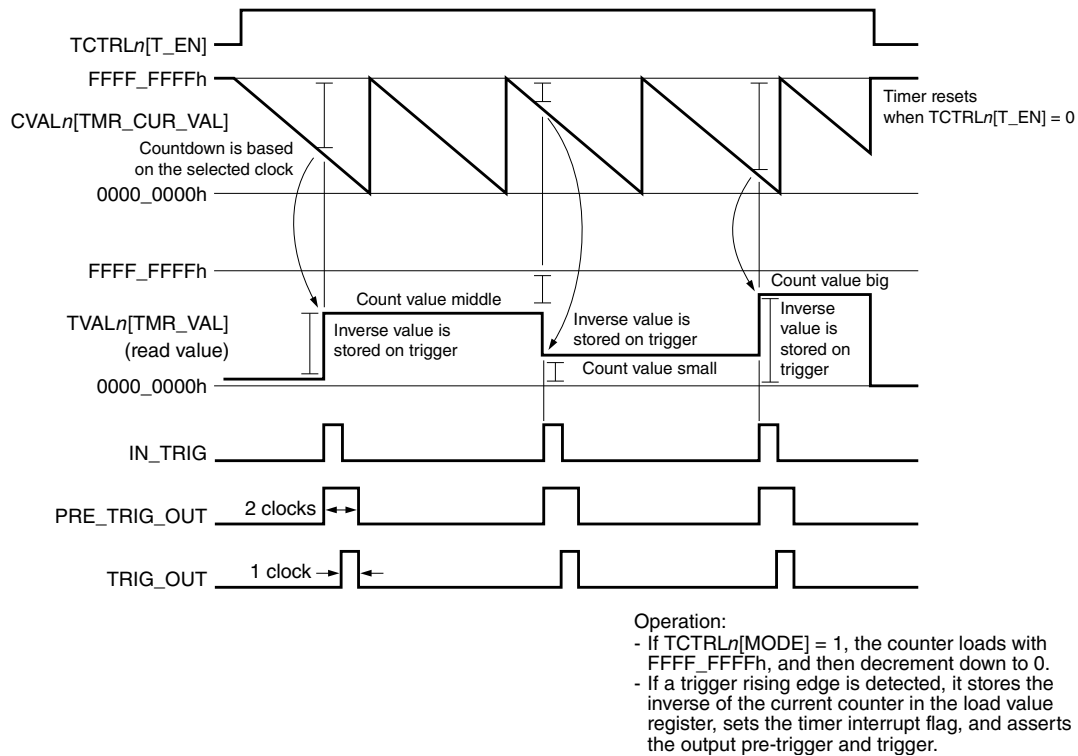 TCTRLn[T_EN]
FFFF_FFFFh
Timer resets
when TCTRLn[T_EN] = 0
CVALn[TMR_CUR_VAL]
Countdown is based
on the selected clock
0000_0000h
FFFF_FFFFh
Count value middle
Count value big
TVALn[TMR_VAL]
(read value)
Inverse value is
stored on trigger
Inverse value is
stored on trigger
Inverse
value is
stored on
trigger
Count value small
0000_0000h
IN_TRIG
PRE_TRIG_OUT
2 clocks
TRIG_OUT
1 clock
Operation:
- If TCTRLn[MODE] = 1, the counter loads with
FFFF_FFFFh, and then decrement down to 0.
- If a trigger rising edge is detected, it stores the
inverse of the current counter in the load value
register, sets the timer interrupt flag, and asserts
the output pre-trigger and trigger.